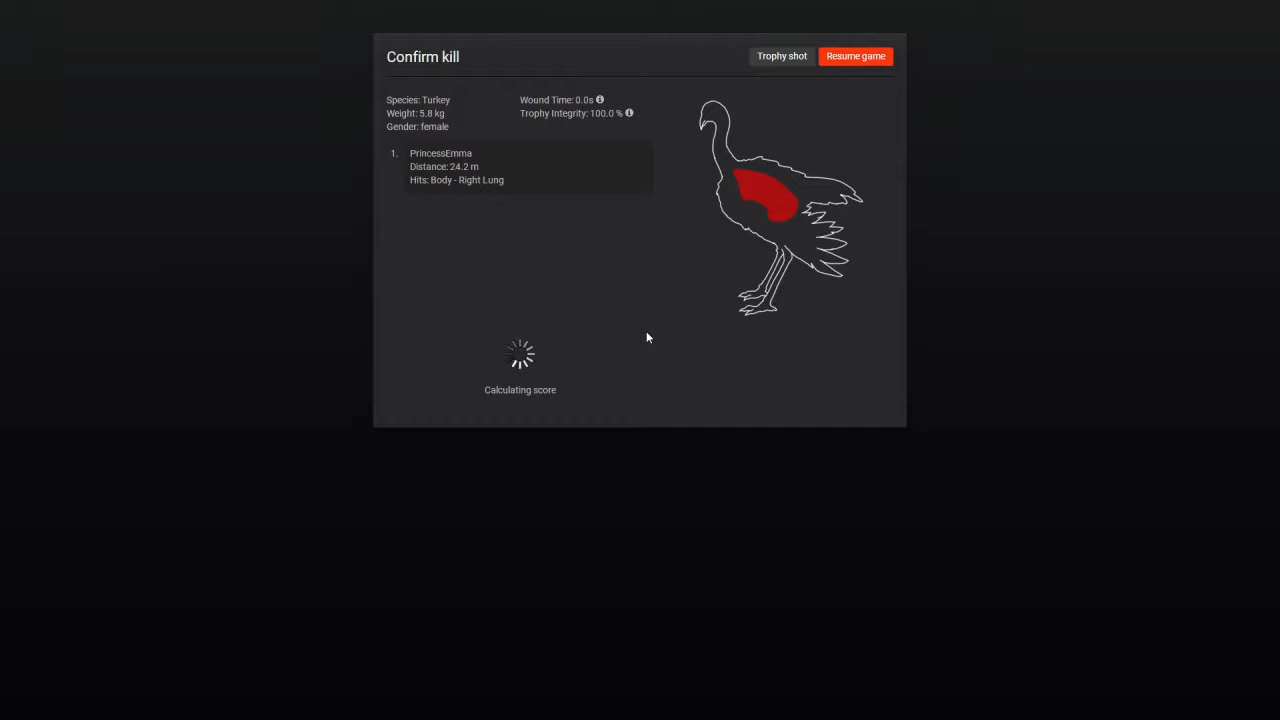 Confirm kill
Trophy shot
Resume game
Species: Turkey
Weight: 5.8 kg
Gender: female
Wound Time: 0.0s
Trophy Integrity: 100.0 %
1. PrincessEmma
Distance: 24.2 m
Hits: Body - Right Lung
Calculating score